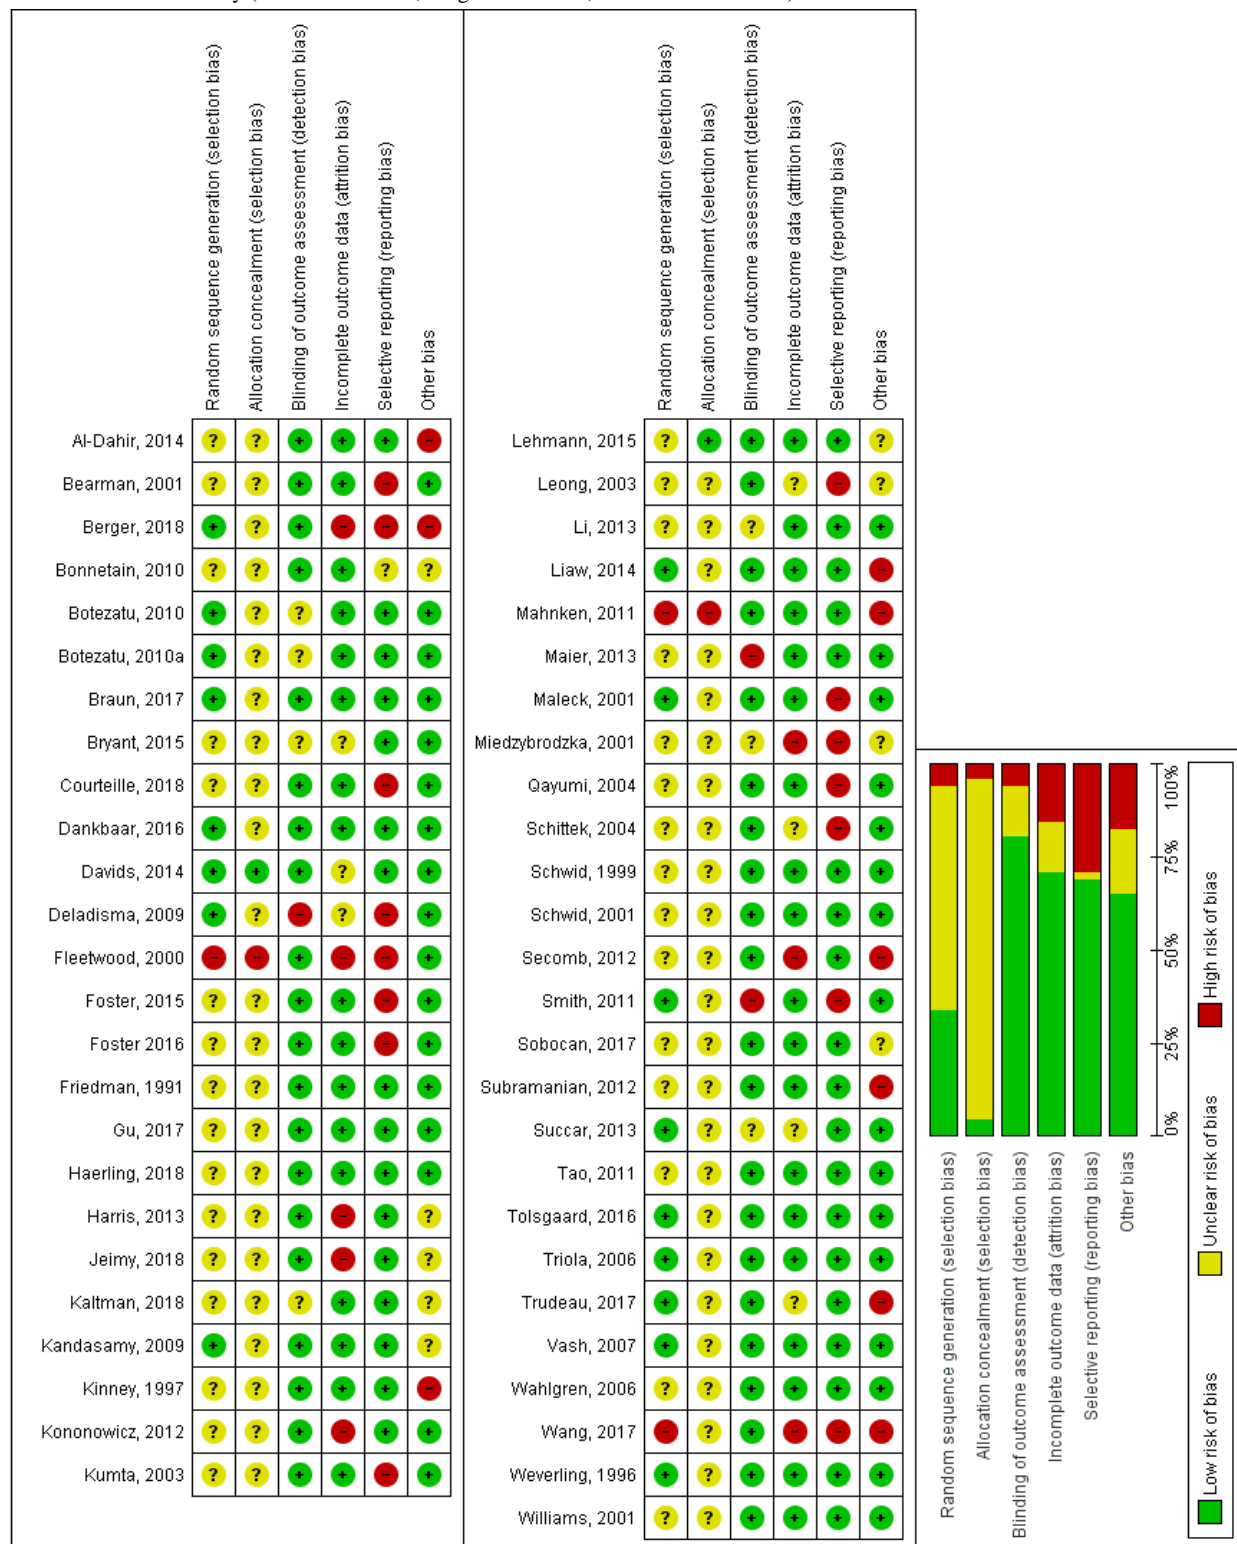 Random sequence generation (selection bias)
Allocation concealment (selection bias)
Blinding of outcome assessment (detection bias)
Incomplete outcome data (attrition bias)
Selective reporting (reporting bias)
Other bias
Al-Dahir, 2014 ? ? + + + -
Bearman, 2001 ? ? + + - +
Berger, 2018 + ? + - - -
Bonnetain, 2010 ? ? + + ? ?
Botezatu, 2010 + ? ? + + +
Botezatu, 2010a + ? ? + + +
Braun, 2017 + ? + + + +
Bryant, 2015 ? ? ? ? + +
Courteille, 2018 ? ? + + - +
Dankbaar, 2016 + ? + + + +
Davids, 2014 + + + ? + +
Deladisma, 2009 + ? - ? - +
Fleetwood, 2000 - - + - - +
Foster, 2015 ? ? + + - +
Foster 2016 ? ? + + - +
Friedman, 1991 ? ? + + + +
Gu, 2017 ? ? + + + +
Haerling, 2018 ? ? + + + +
Harris, 2013 ? ? + - + ?
Jeimy, 2018 ? ? + - + ?
Kaltman, 2018 ? ? ? + + ?
Kandasamy, 2009 + ? + + + ?
Kinney, 1997 ? ? + + + -
Kononowicz, 2012 ? ? + - + +
Kumta, 2003 ? ? + + - +
Random sequence generation (selection bias)
Allocation concealment (selection bias)
Blinding of outcome assessment (detection bias)
Incomplete outcome data (attrition bias)
Selective reporting (reporting bias)
Other bias
Lehmann, 2015 ? + + + + ?
Leong, 2003 ? ? + ? - ?
Li, 2013 ? ? ? + + +
Liaw, 2014 + ? + + + -
Mahnken, 2011 - - + + + -
Maier, 2013 ? ? - + + +
Maleck, 2001 + ? + + - +
Miedzybrodzka, 2001 ? ? ? - - ?
Qayumi, 2004 ? ? + + - +
Schittek, 2004 ? ? + ? - +
Schwid, 1999 ? ? + + + +
Schwid, 2001 ? ? + + + +
Secomb, 2012 ? ? + - + -
Smith, 2011 + ? - + - +
Sobocan, 2017 ? ? + + + ?
Subramanian, 2012 ? ? + + + -
Succar, 2013 + ? ? ? + +
Tao, 2011 ? ? + + + +
Tolsgaard, 2016 + ? + + + +
Triola, 2006 + ? + + + +
Trudeau, 2017 + ? + ? + -
Vash, 2007 + ? + + + +
Wahlgren, 2006 ? ? + + + +
Wang, 2017 - ? + - - -
Weverling, 1996 + ? + + + +
Williams, 2001 ? ? + + + +
Random sequence generation (selection bias)
Allocation concealment (selection bias)
Blinding of outcome assessment (detection bias)
Incomplete outcome data (attrition bias)
Selective reporting (reporting bias)
Other bias
0%
25%
50%
75%
100%
Low risk of bias
Unclear risk of bias
High risk of bias